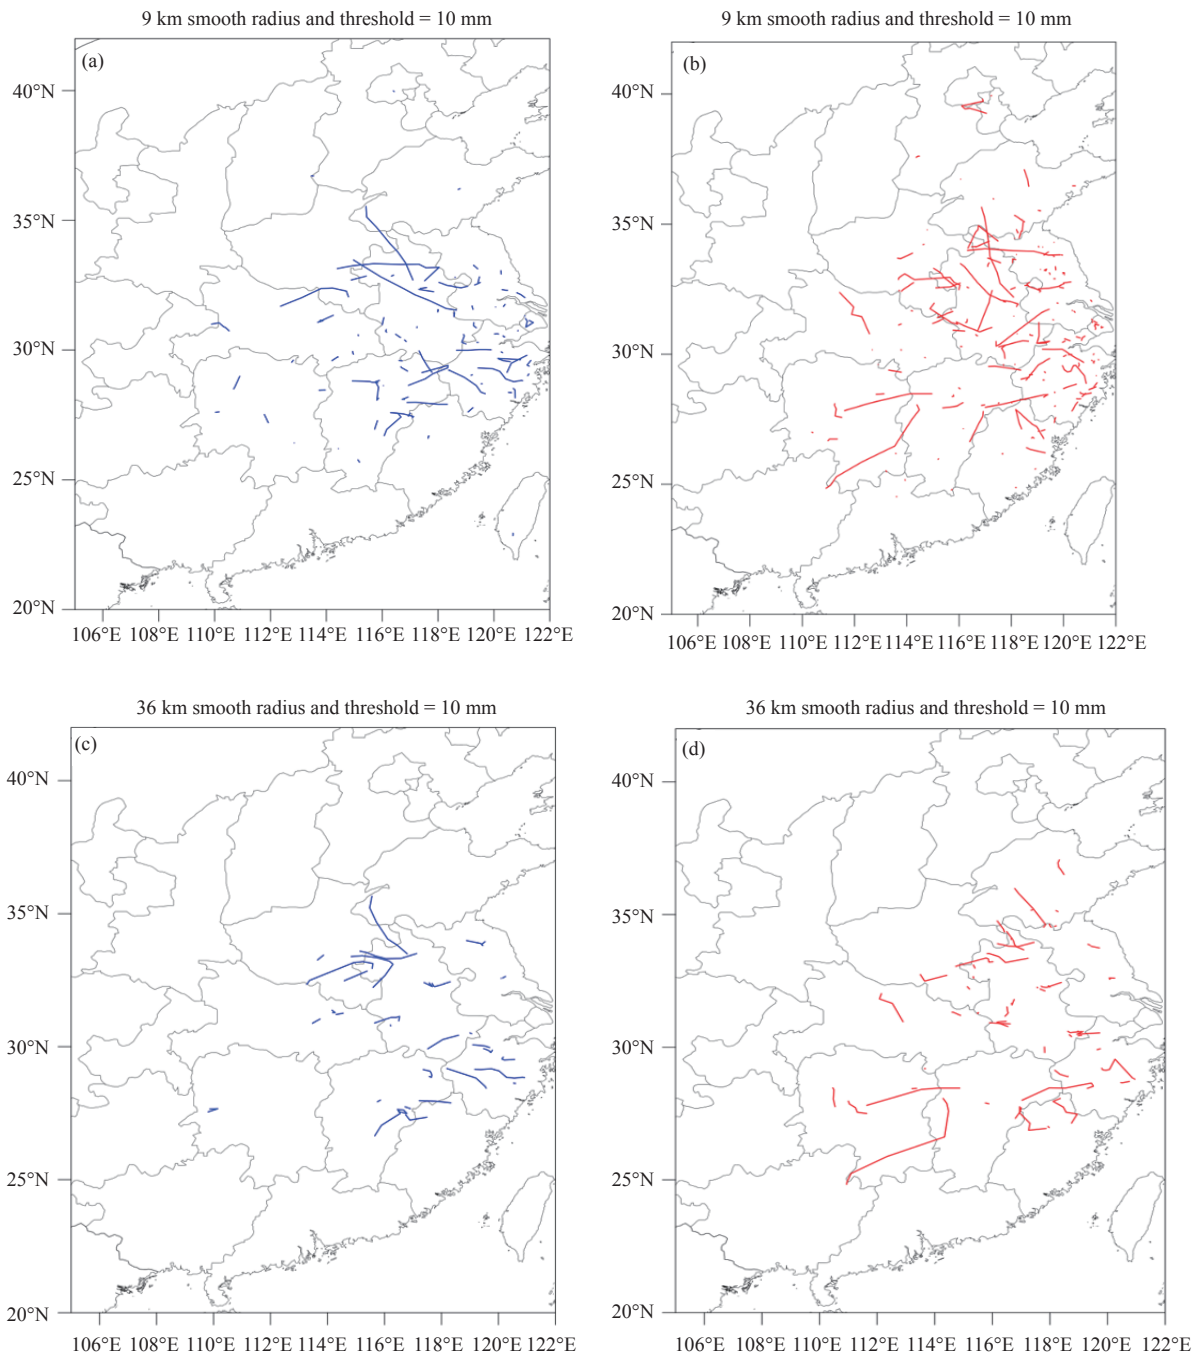 9 km smooth radius and threshold = 10 mm
(a)
40°N
35°N
30°N
25°N
20°N
106°E 108°E 110°E 112°E 114°E 116°E 118°E 120°E 122°E
9 km smooth radius and threshold = 10 mm
(b)
40°N
35°N
30°N
25°N
20°N
106°E 108°E 110°E 112°E 114°E 116°E 118°E 120°E 122°E
36 km smooth radius and threshold = 10 mm
(c)
40°N
35°N
30°N
25°N
20°N
106°E 108°E 110°E 112°E 114°E 116°E 118°E 120°E 122°E
36 km smooth radius and threshold = 10 mm
(d)
40°N
35°N
30°N
25°N
20°N
106°E 108°E 110°E 112°E 114°E 116°E 118°E 120°E 122°E